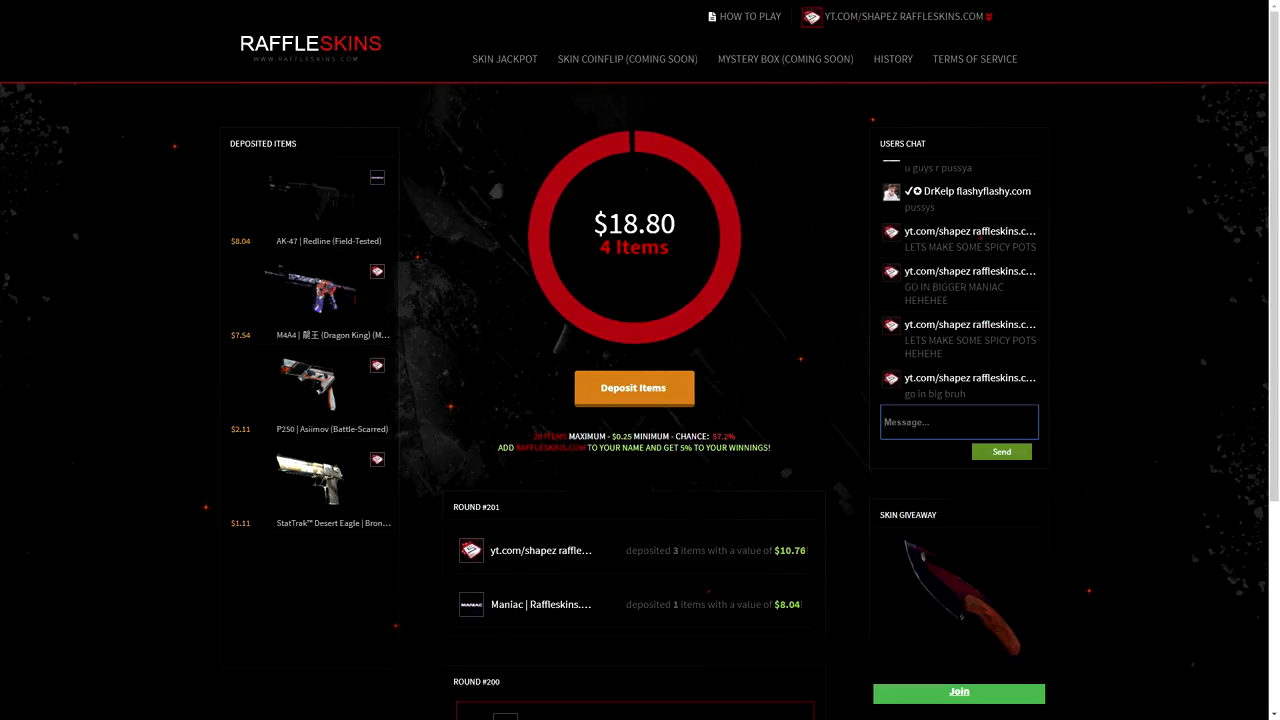 HOW TO PLAY
YT.COM/SHAPEZ RAFFLESKINS.COM
RAFFLESKINS
WWW.RAFFLESKINS.COM
SKIN JACKPOT
SKIN COINFLIP (COMING SOON)
MYSTERY BOX (COMING SOON)
HISTORY
TERMS OF SERVICE
DEPOSITED ITEMS
$8.04 AK-47 | Redline (Field-Tested)
$7.54 M4A4 | 龍王 (Dragon King) (M...
$2.11 P250 | Asiimov (Battle-Scarred)
$1.11 StatTrak™ Desert Eagle | Bron...
$18.80
4 Items
Deposit Items
20 ITEMS MAXIMUM - $0.25 MINIMUM - CHANCE: 57.2%
ADD RAFFLESKINS.COM TO YOUR NAME AND GET 5% TO YOUR WINNINGS!
ROUND #201
yt.com/shapez raffle... deposited 3 items with a value of $10.76!
MANIAC
Maniac | Raffleskins.... deposited 1 items with a value of $8.04!
ROUND #200
USERS CHAT
u guys r pussya
✔✪ DrKelp flashyflashy.com
pussys
yt.com/shapez raffleskins.c...
LETS MAKE SOME SPICY POTS
yt.com/shapez raffleskins.c...
GO IN BIGGER MANIAC
HEHEHEE
yt.com/shapez raffleskins.c...
LETS MAKE SOME SPICY POTS
HEHEHE
yt.com/shapez raffleskins.c...
go in big bruh
Message...
Send
SKIN GIVEAWAY
Join